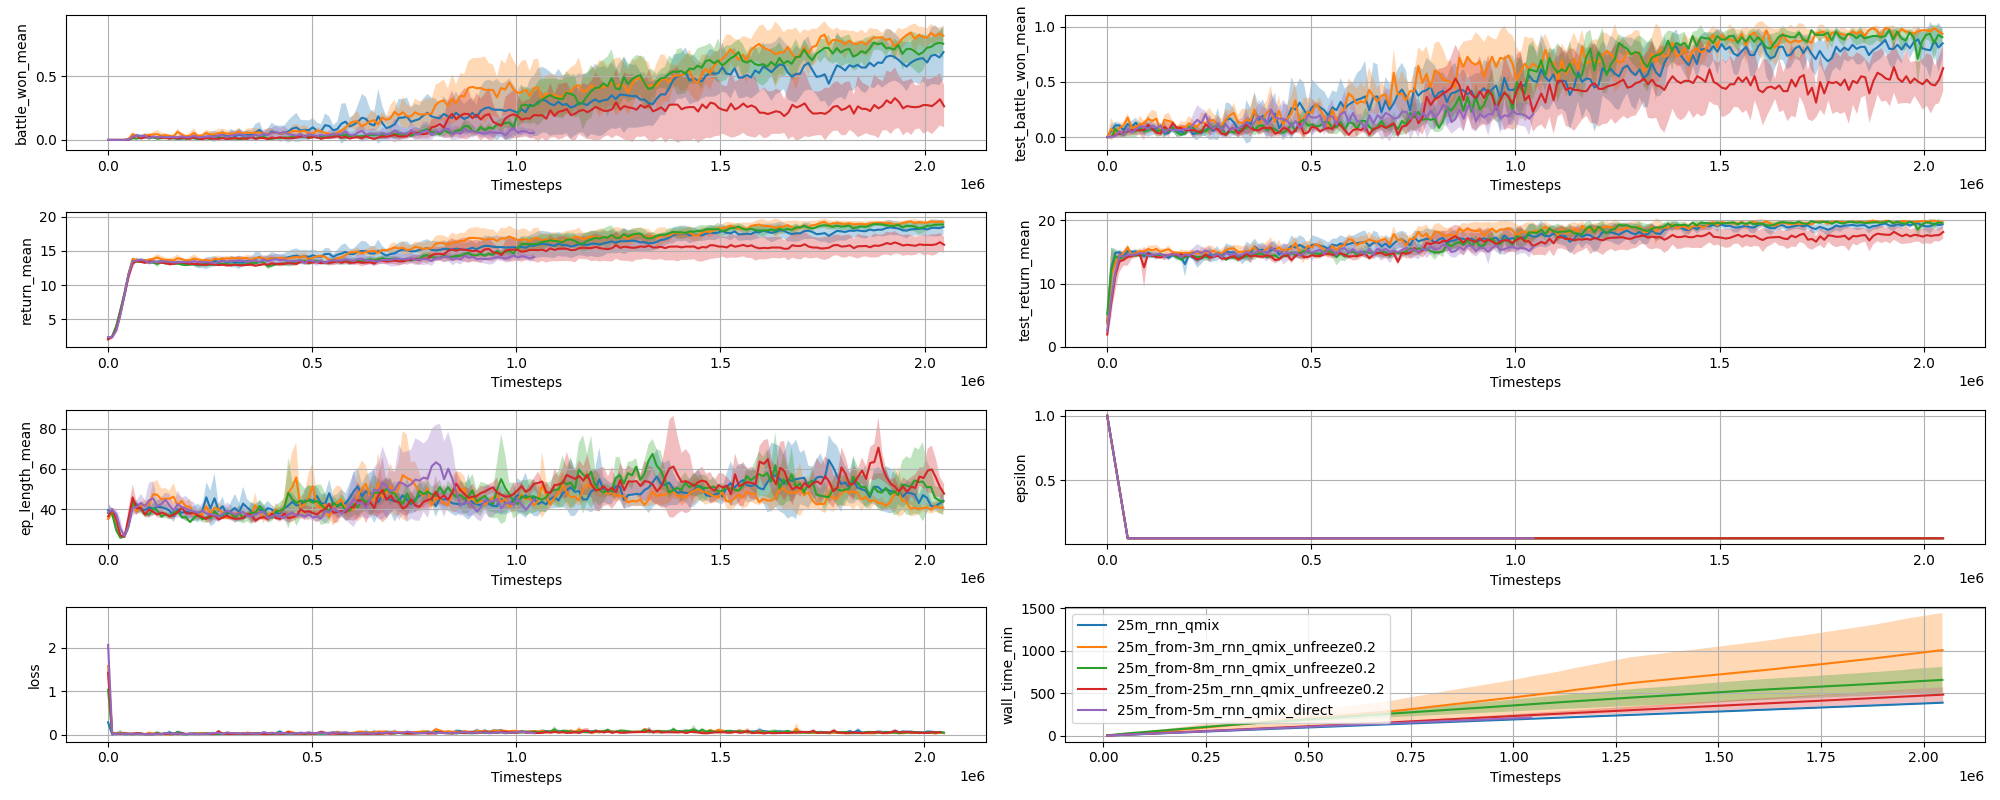 battle_won_mean
0.5
0.0
0.0 0.5 1.0 1.5 2.0
Timesteps
1e6
test_battle_won_mean
1.0
0.5
0.0
0.0 0.5 1.0 1.5 2.0
Timesteps
1e6
return_mean
20
15
10
5
0.0 0.5 1.0 1.5 2.0
Timesteps
1e6
test_return_mean
20
10
0
0.0 0.5 1.0 1.5 2.0
Timesteps
1e6
ep_length_mean
80
60
40
0.0 0.5 1.0 1.5 2.0
Timesteps
1e6
epsilon
1.0
0.5
0.0 0.5 1.0 1.5 2.0
Timesteps
1e6
loss
2
1
0
0.0 0.5 1.0 1.5 2.0
Timesteps
1e6
wall_time_min
1500
1000
500
0
25m_rnn_qmix
25m_from-3m_rnn_qmix_unfreeze0.2
25m_from-8m_rnn_qmix_unfreeze0.2
25m_from-25m_rnn_qmix_unfreeze0.2
25m_from-5m_rnn_qmix_direct
0.00 0.25 0.50 0.75 1.00 1.25 1.50 1.75 2.00
Timesteps
1e6